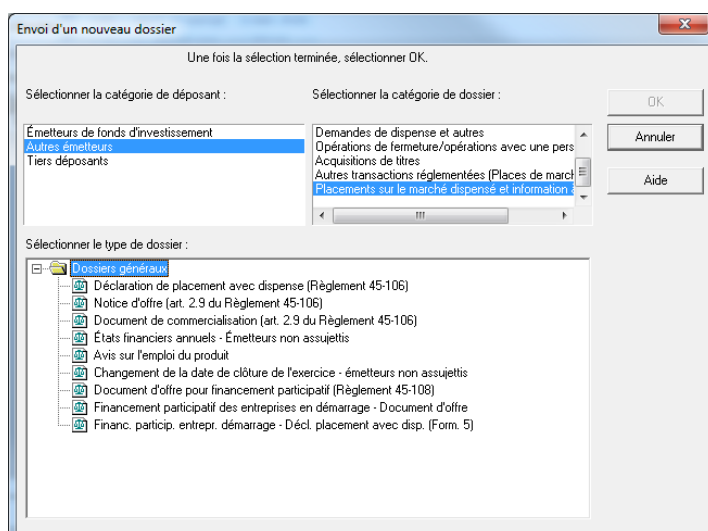 Envoi d'un nouveau dossier
Une fois la sélection terminée, sélectionner OK.
Sélectionner la catégorie de déposant :
Sélectionner la catégorie de dossier :
OK
Annuler
Aide
Émetteurs de fonds d'investissement
Autres émetteurs
Tiers déposants
Demandes de dispense et autres
Opérations de fermeture/opérations avec une pers
Acquisitions de titres
Autres transactions réglementées (Places de march
Placements sur le marché dispensé et information
Sélectionner le type de dossier :
Dossiers généraux
Déclaration de placement avec dispense (Règlement 45-106)
Notice d'offre (art. 2.9 du Règlement 45-106)
Document de commercialisation (art. 2.9 du Règlement 45-106)
États financiers annuels - Émetteurs non assujettis
Avis sur l'emploi du produit
Changement de la date de clôture de l'exercice - émetteurs non assujettis
Document d'offre pour financement participatif (Règlement 45-108)
Financement participatif des entreprises en démarrage - Document d'offre
Financ. particip. entrepr. démarrage - Décl. placement avec disp. (Form. 5)